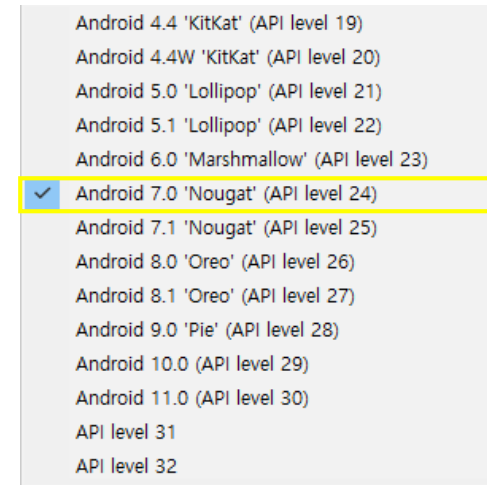 Android 4.4 'KitKat' (API level 19)
Android 4.4W 'KitKat' (API level 20)
Android 5.0 'Lollipop' (API level 21)
Android 5.1 'Lollipop' (API level 22)
Android 6.0 'Marshmallow' (API level 23)
Android 7.0 'Nougat' (API level 24)
Android 7.1 'Nougat' (API level 25)
Android 8.0 'Oreo' (API level 26)
Android 8.1 'Oreo' (API level 27)
Android 9.0 'Pie' (API level 28)
Android 10.0 (API level 29)
Android 11.0 (API level 30)
API level 31
API level 32